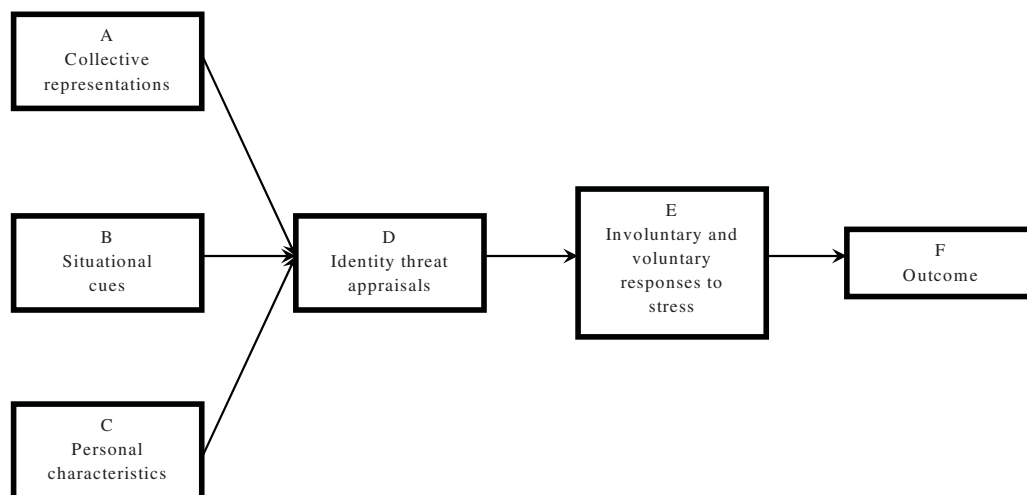 A
Collective
representations
B
Situational
cues
C
Personal
characteristics
D
Identity threat
appraisals
E
Involuntary and
voluntary
responses to
stress
F
Outcome